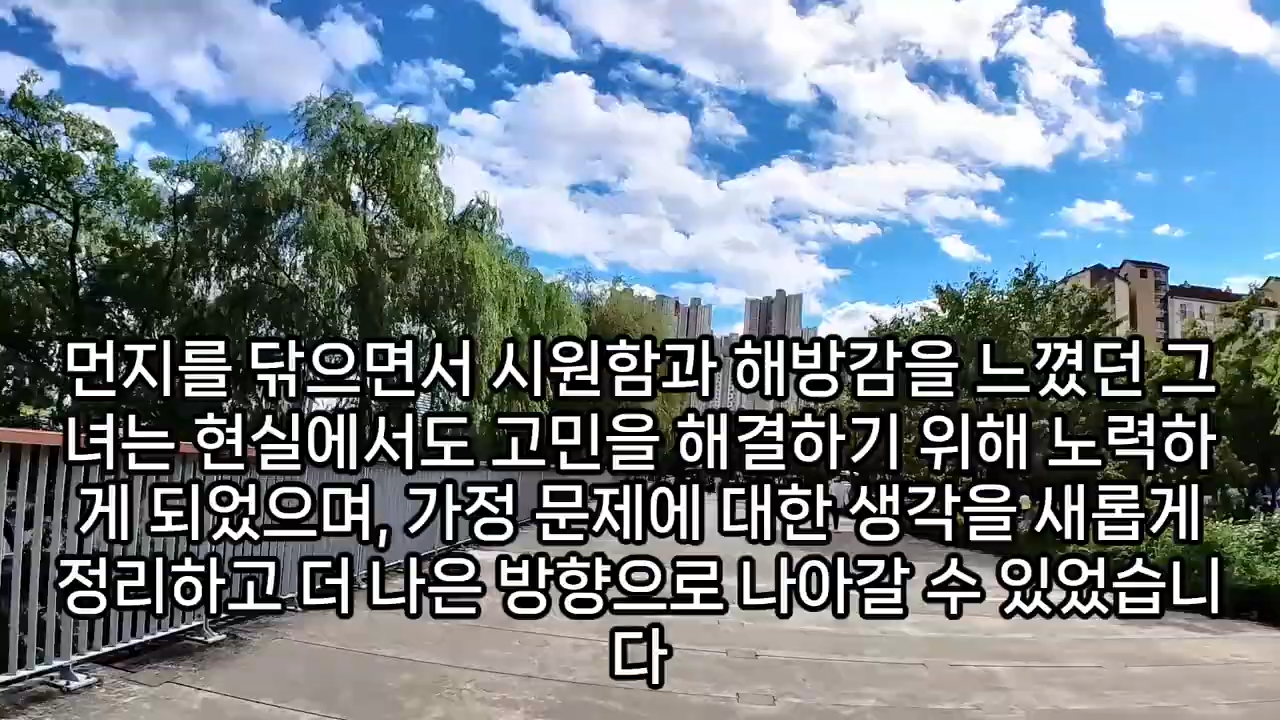 먼지를 닦으면서 시원함과 해방감을 느꼈던 그
녀는 현실에서도 고민을 해결하기 위해 노력하
게 되었으며, 가정 문제에 대한 생각을 새롭게
정리하고 더 나은 방향으로 나아갈 수 있었습니
다